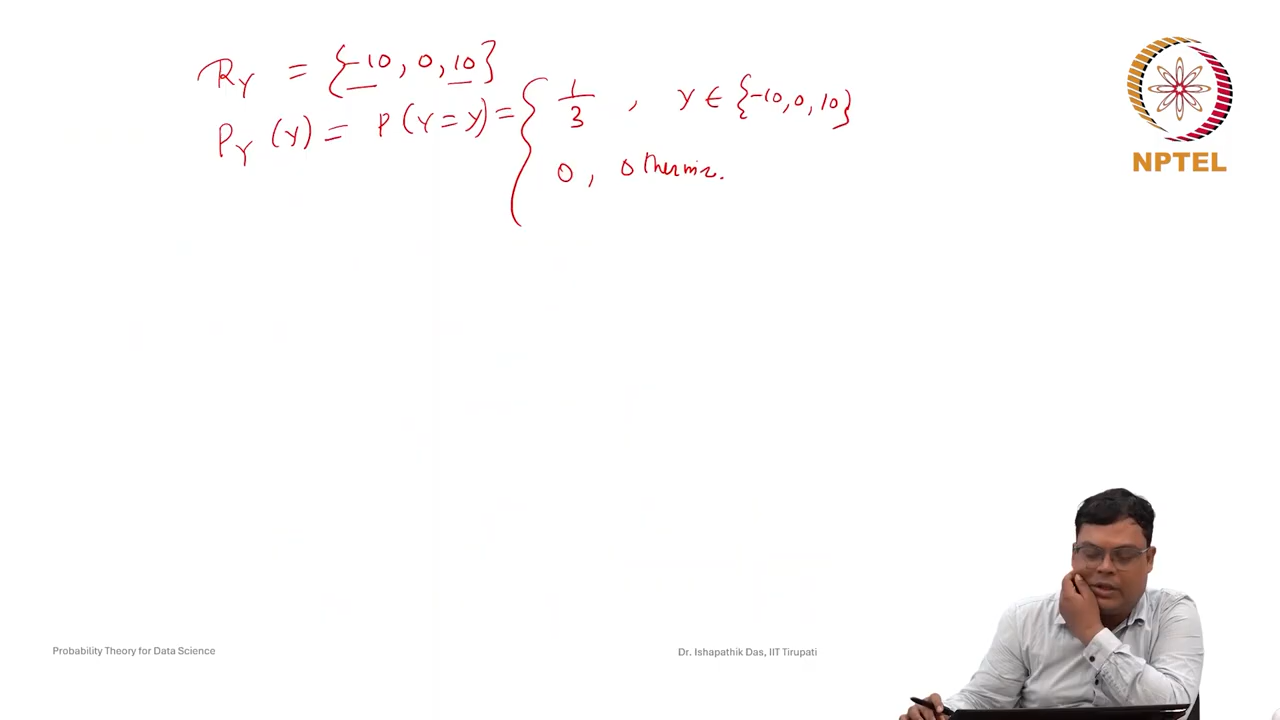 R_Y = {-10, 0, 10}
P_Y (y) = P(Y = y) = { 1/3 , y ∈ {-10, 0, 10}
0, otherwise.
NPTEL
Probability Theory for Data Science
Dr. Ishapathik Das, IIT Tirupati